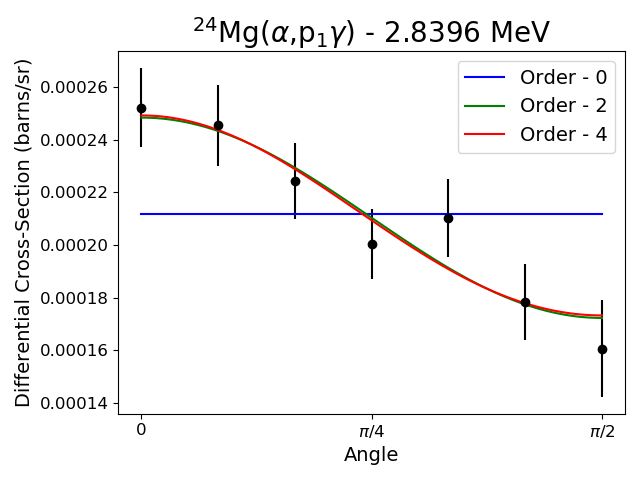 ²⁴Mg(α,p₁γ) - 2.8396 MeV
Differential Cross-Section (barns/sr)
0.00026
0.00024
0.00022
0.00020
0.00018
0.00016
0.00014
Order - 0
Order - 2
Order - 4
0 π/4 π/2
Angle